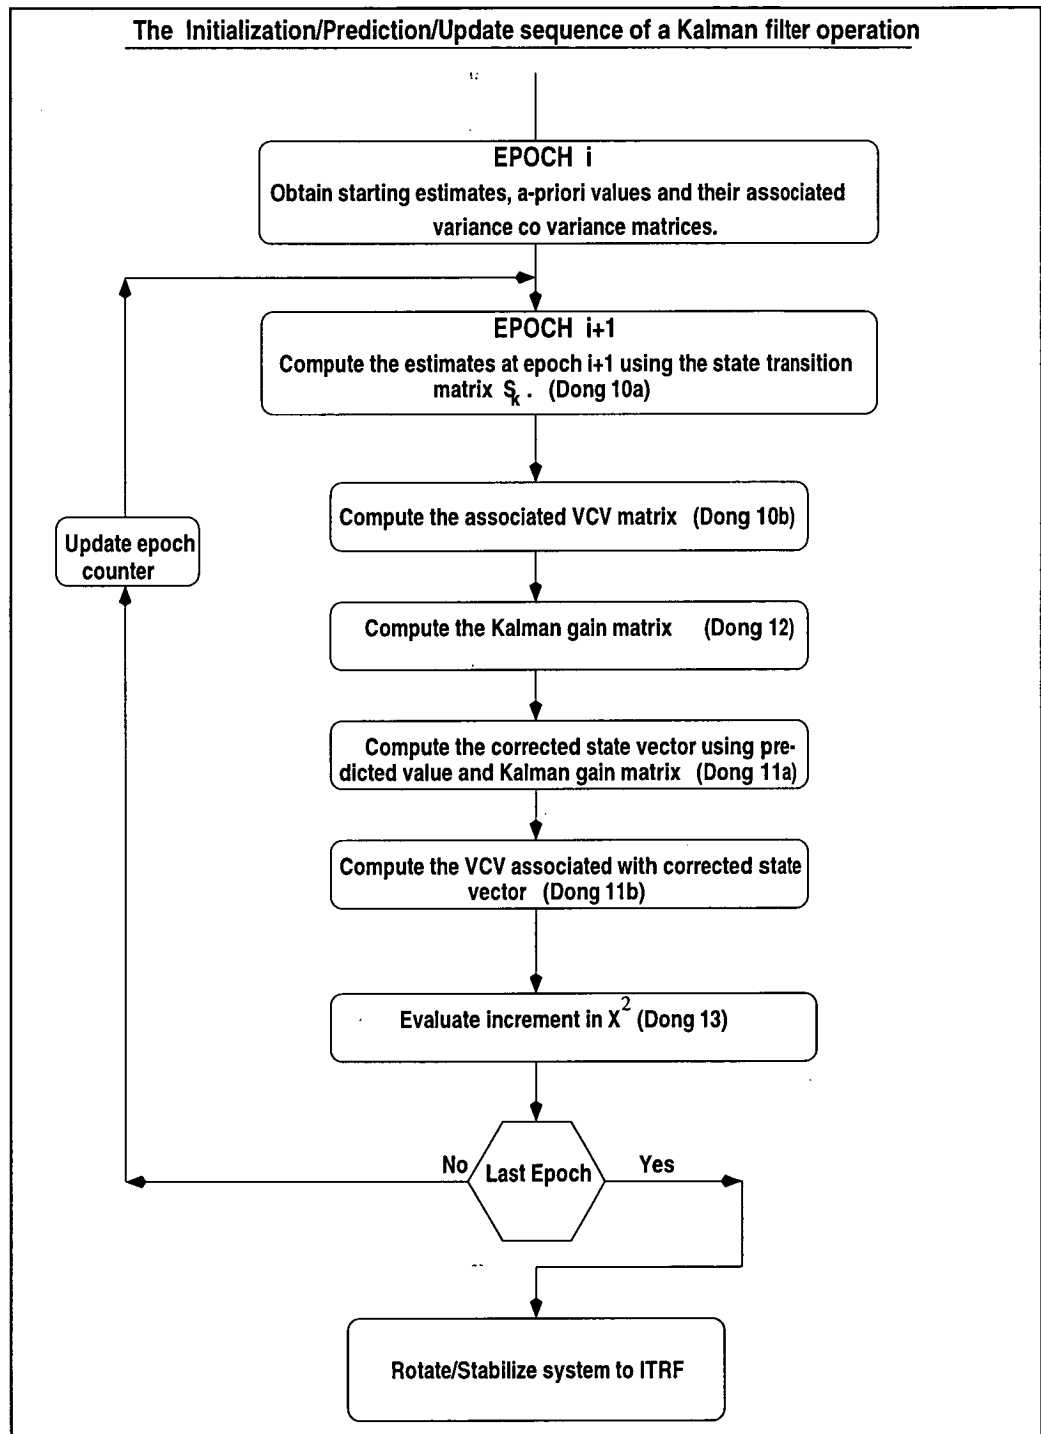 The Initialization/Prediction/Update sequence of a Kalman filter operation
EPOCH i
Obtain starting estimates, a-priori values and their associated
variance co variance matrices.
EPOCH i+1
Compute the estimates at epoch i+1 using the state transition
matrix Sk. (Dong 10a)
Compute the associated VCV matrix (Dong 10b)
Update epoch
counter
Compute the Kalman gain matrix (Dong 12)
Compute the corrected state vector using pre-
dicted value and Kalman gain matrix (Dong 11a)
Compute the VCV associated with corrected state
vector (Dong 11b)
Evaluate increment in X² (Dong 13)
No
Last Epoch
Yes
Rotate/Stabilize system to ITRF